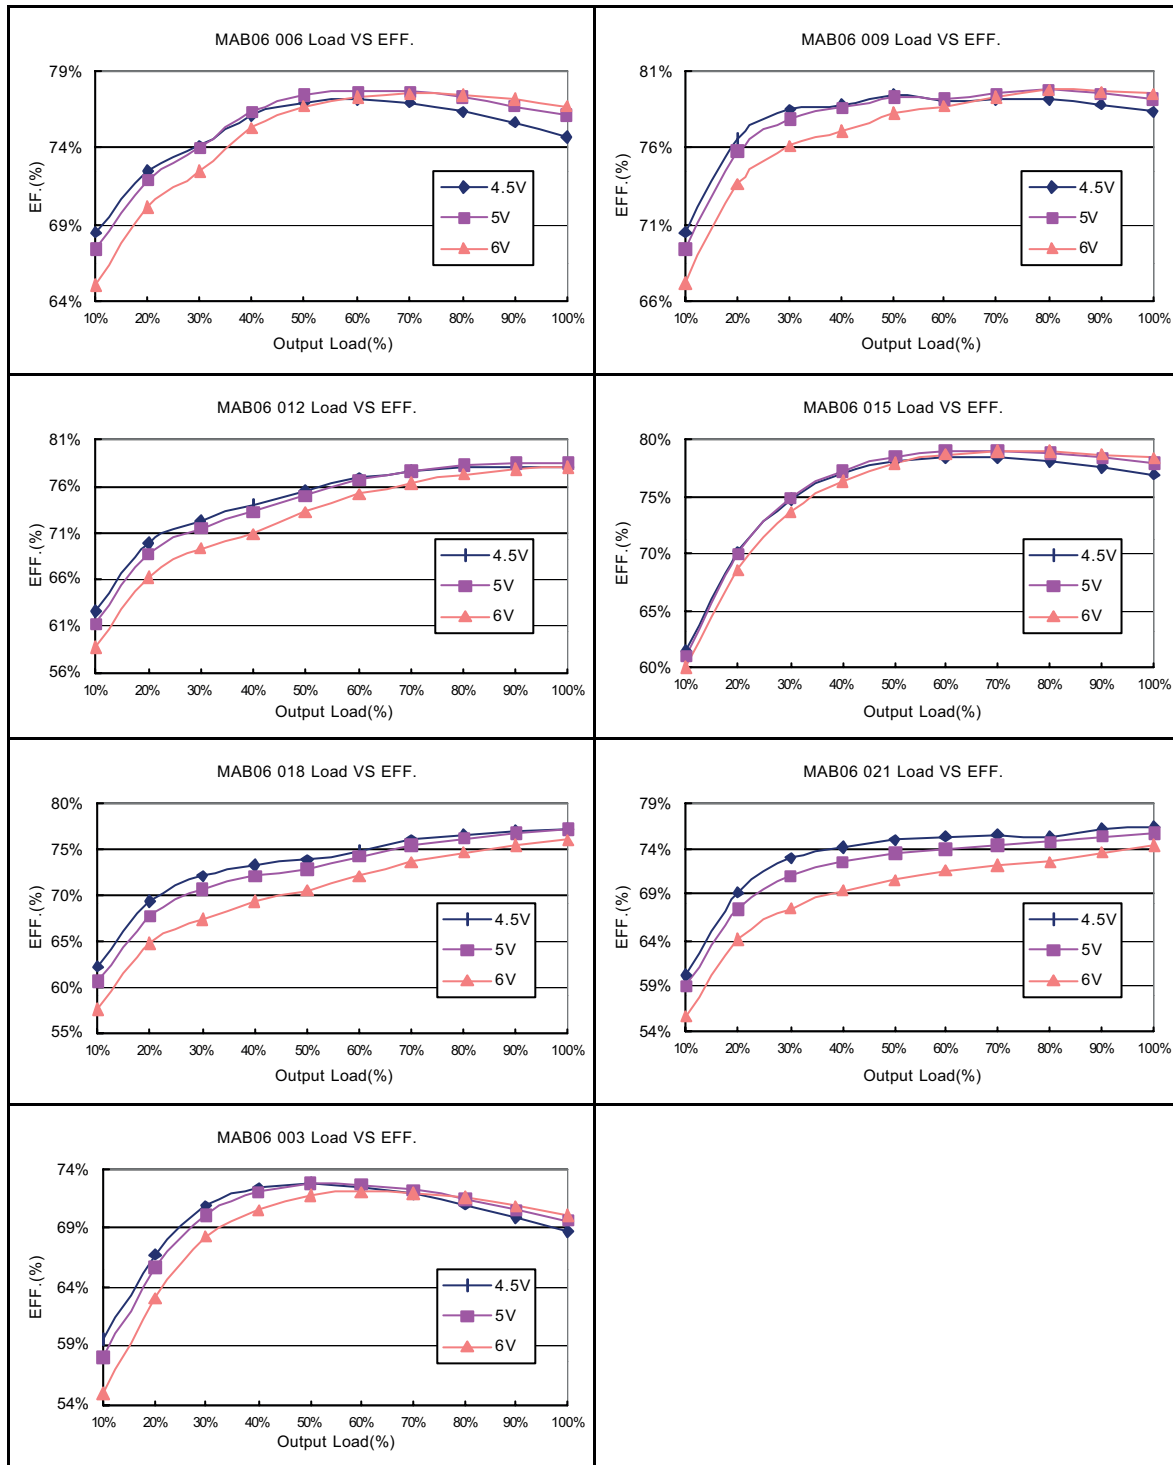 MAB06 006 Load VS EFF.
79%
74%
69%
64%
EF.(%)
4.5V
5V
6V
10% 20% 30% 40% 50% 60% 70% 80% 90% 100%
Output Load(%)
MAB06 009 Load VS EFF.
81%
76%
71%
66%
EFF.(%)
4.5V
5V
6V
10% 20% 30% 40% 50% 60% 70% 80% 90% 100%
Output Load(%)
MAB06 012 Load VS EFF.
81%
76%
71%
66%
61%
56%
EFF.(%)
4.5V
5V
6V
10% 20% 30% 40% 50% 60% 70% 80% 90% 100%
Output Load(%)
MAB06 015 Load VS EFF.
80%
75%
70%
65%
60%
EFF.(%)
4.5V
5V
6V
10% 20% 30% 40% 50% 60% 70% 80% 90% 100%
Output Load(%)
MAB06 018 Load VS EFF.
80%
75%
70%
65%
60%
55%
EFF.(%)
4.5V
5V
6V
10% 20% 30% 40% 50% 60% 70% 80% 90% 100%
Output Load(%)
MAB06 021 Load VS EFF.
79%
74%
69%
64%
59%
54%
EFF.(%)
4.5V
5V
6V
10% 20% 30% 40% 50% 60% 70% 80% 90% 100%
Output Load(%)
MAB06 003 Load VS EFF.
74%
69%
64%
59%
54%
EFF.(%)
4.5V
5V
6V
10% 20% 30% 40% 50% 60% 70% 80% 90% 100%
Output Load(%)